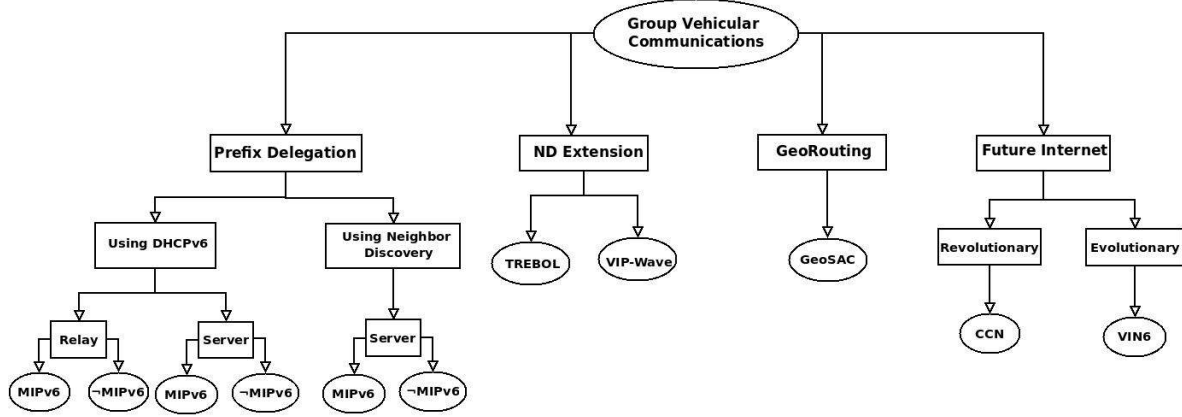 Group Vehicular
Communications
Prefix Delegation
ND Extension
GeoRouting
Future Internet
Using DHCPv6
Using Neighbor
Discovery
TREBOL
VIP-Wave
GeoSAC
Revolutionary
Evolutionary
Relay
Server
Server
CCN
VIN6
MIPv6
¬MIPv6
MIPv6
¬MIPv6
MIPv6
¬MIPv6